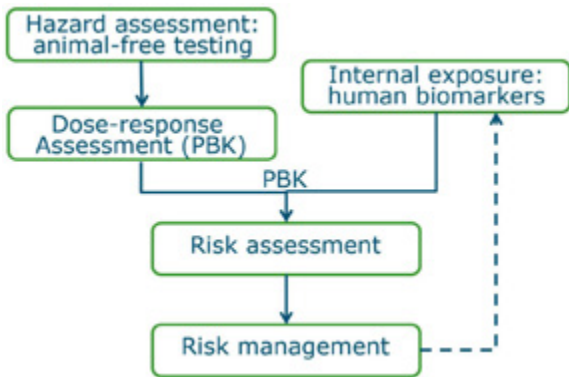 Hazard assessment:
animal-free testing
Internal exposure:
human biomarkers
Dose-response
Assessment (PBK)
PBK
Risk assessment
Risk management